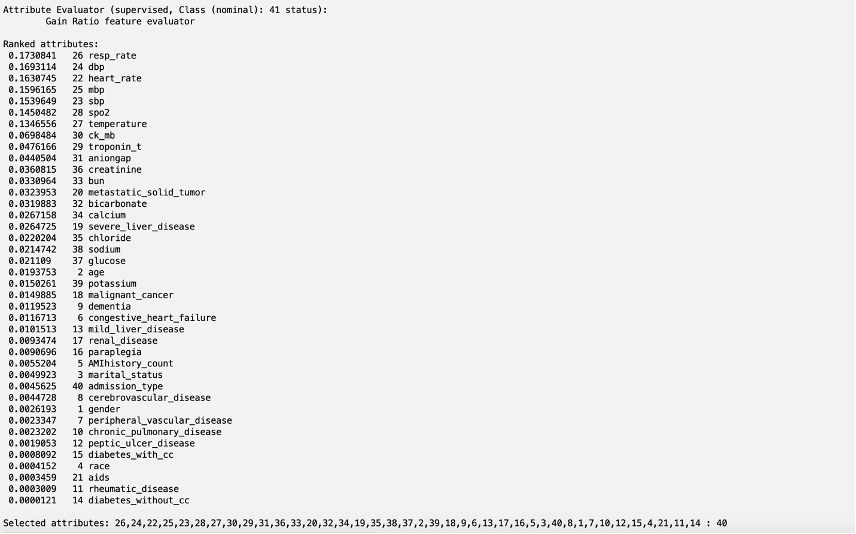 Attribute Evaluator (supervised, Class (nominal): 41 status):
Gain Ratio feature evaluator
Ranked attributes:
0.1730841 26 resp_rate
0.1693114 24 dbp
0.1630745 22 heart_rate
0.1596165 25 mbp
0.1539649 23 sbp
0.1450482 28 spo2
0.1346556 27 temperature
0.0698484 30 ck_mb
0.0476166 29 troponin_t
0.0440504 31 aniongap
0.0360815 36 creatinine
0.0330964 33 bun
0.0323953 20 metastatic_solid_tumor
0.0319883 32 bicarbonate
0.0267158 34 calcium
0.0264725 19 severe_liver_disease
0.0220204 35 chloride
0.0214742 38 sodium
0.021109 37 glucose
0.0193753 2 age
0.0150261 39 potassium
0.0149885 18 malignant_cancer
0.0119523 9 dementia
0.0116713 6 congestive_heart_failure
0.0101513 13 mild_liver_disease
0.0093474 17 renal_disease
0.0090696 16 paraplegia
0.0055204 5 AMIhistory_count
0.0049923 3 marital_status
0.0045625 40 admission_type
0.0044728 8 cerebrovascular_disease
0.0026193 1 gender
0.0023347 7 peripheral_vascular_disease
0.0023202 10 chronic_pulmonary_disease
0.0019053 12 peptic_ulcer_disease
0.0008092 15 diabetes_with_cc
0.0004152 4 race
0.0003459 21 aids
0.0003009 11 rheumatic_disease
0.0000121 14 diabetes_without_cc
Selected attributes: 26,24,22,25,23,28,27,30,29,31,36,33,20,32,34,19,35,38,37,2,39,18,9,6,13,17,16,5,3,40,8,1,7,10,12,15,4,21,11,14 : 40